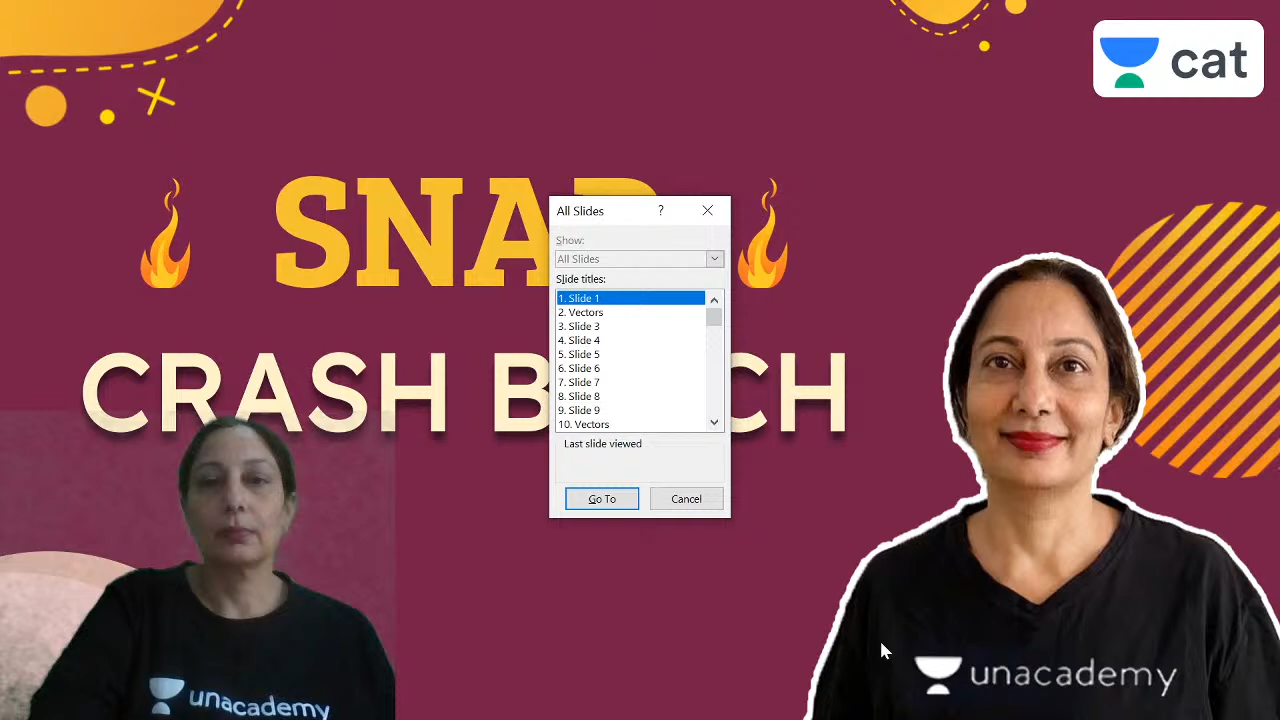 cat
SNAP
CRASH B CH
All Slides
?
Show:
All Slides
Slide titles:
1. Slide 1
2. Vectors
3. Slide 3
4. Slide 4
5. Slide 5
6. Slide 6
7. Slide 7
8. Slide 8
9. Slide 9
10. Vectors
Last slide viewed
Go To
Cancel
unacademy
unacademy